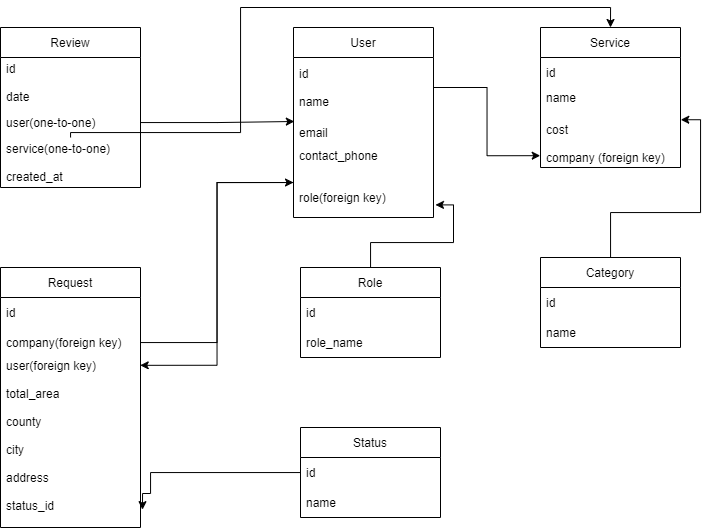 Review
id
date
user(one-to-one)
service(one-to-one)
created_at
User
id
name
email
contact_phone
role(foreign key)
Service
id
name
cost
company (foreign key)
Request
id
company(foreign key)
user(foreign key)
total_area
county
city
address
status_id
Role
id
role_name
Category
id
name
Status
id
name